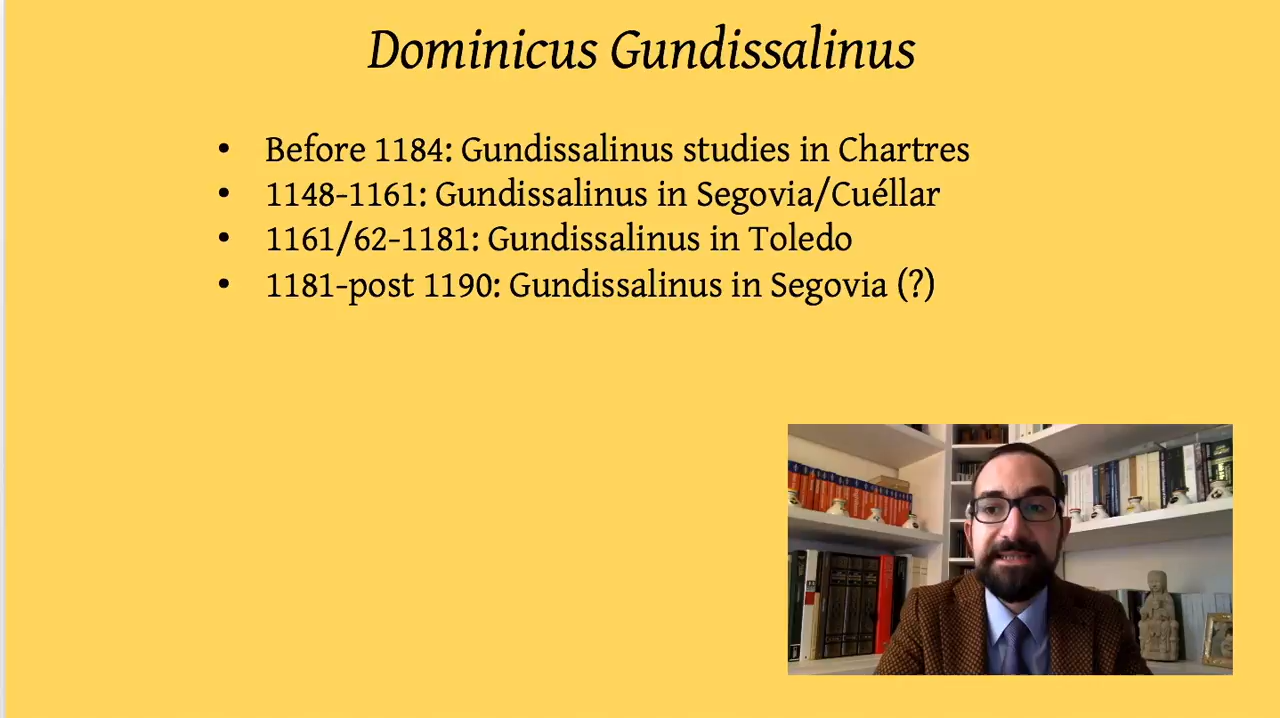 Dominicus Gundissalinus
• Before 1184: Gundissalinus studies in Chartres
• 1148-1161: Gundissalinus in Segovia/Cuéllar
• 1161/62-1181: Gundissalinus in Toledo
• 1181-post 1190: Gundissalinus in Segovia (?)